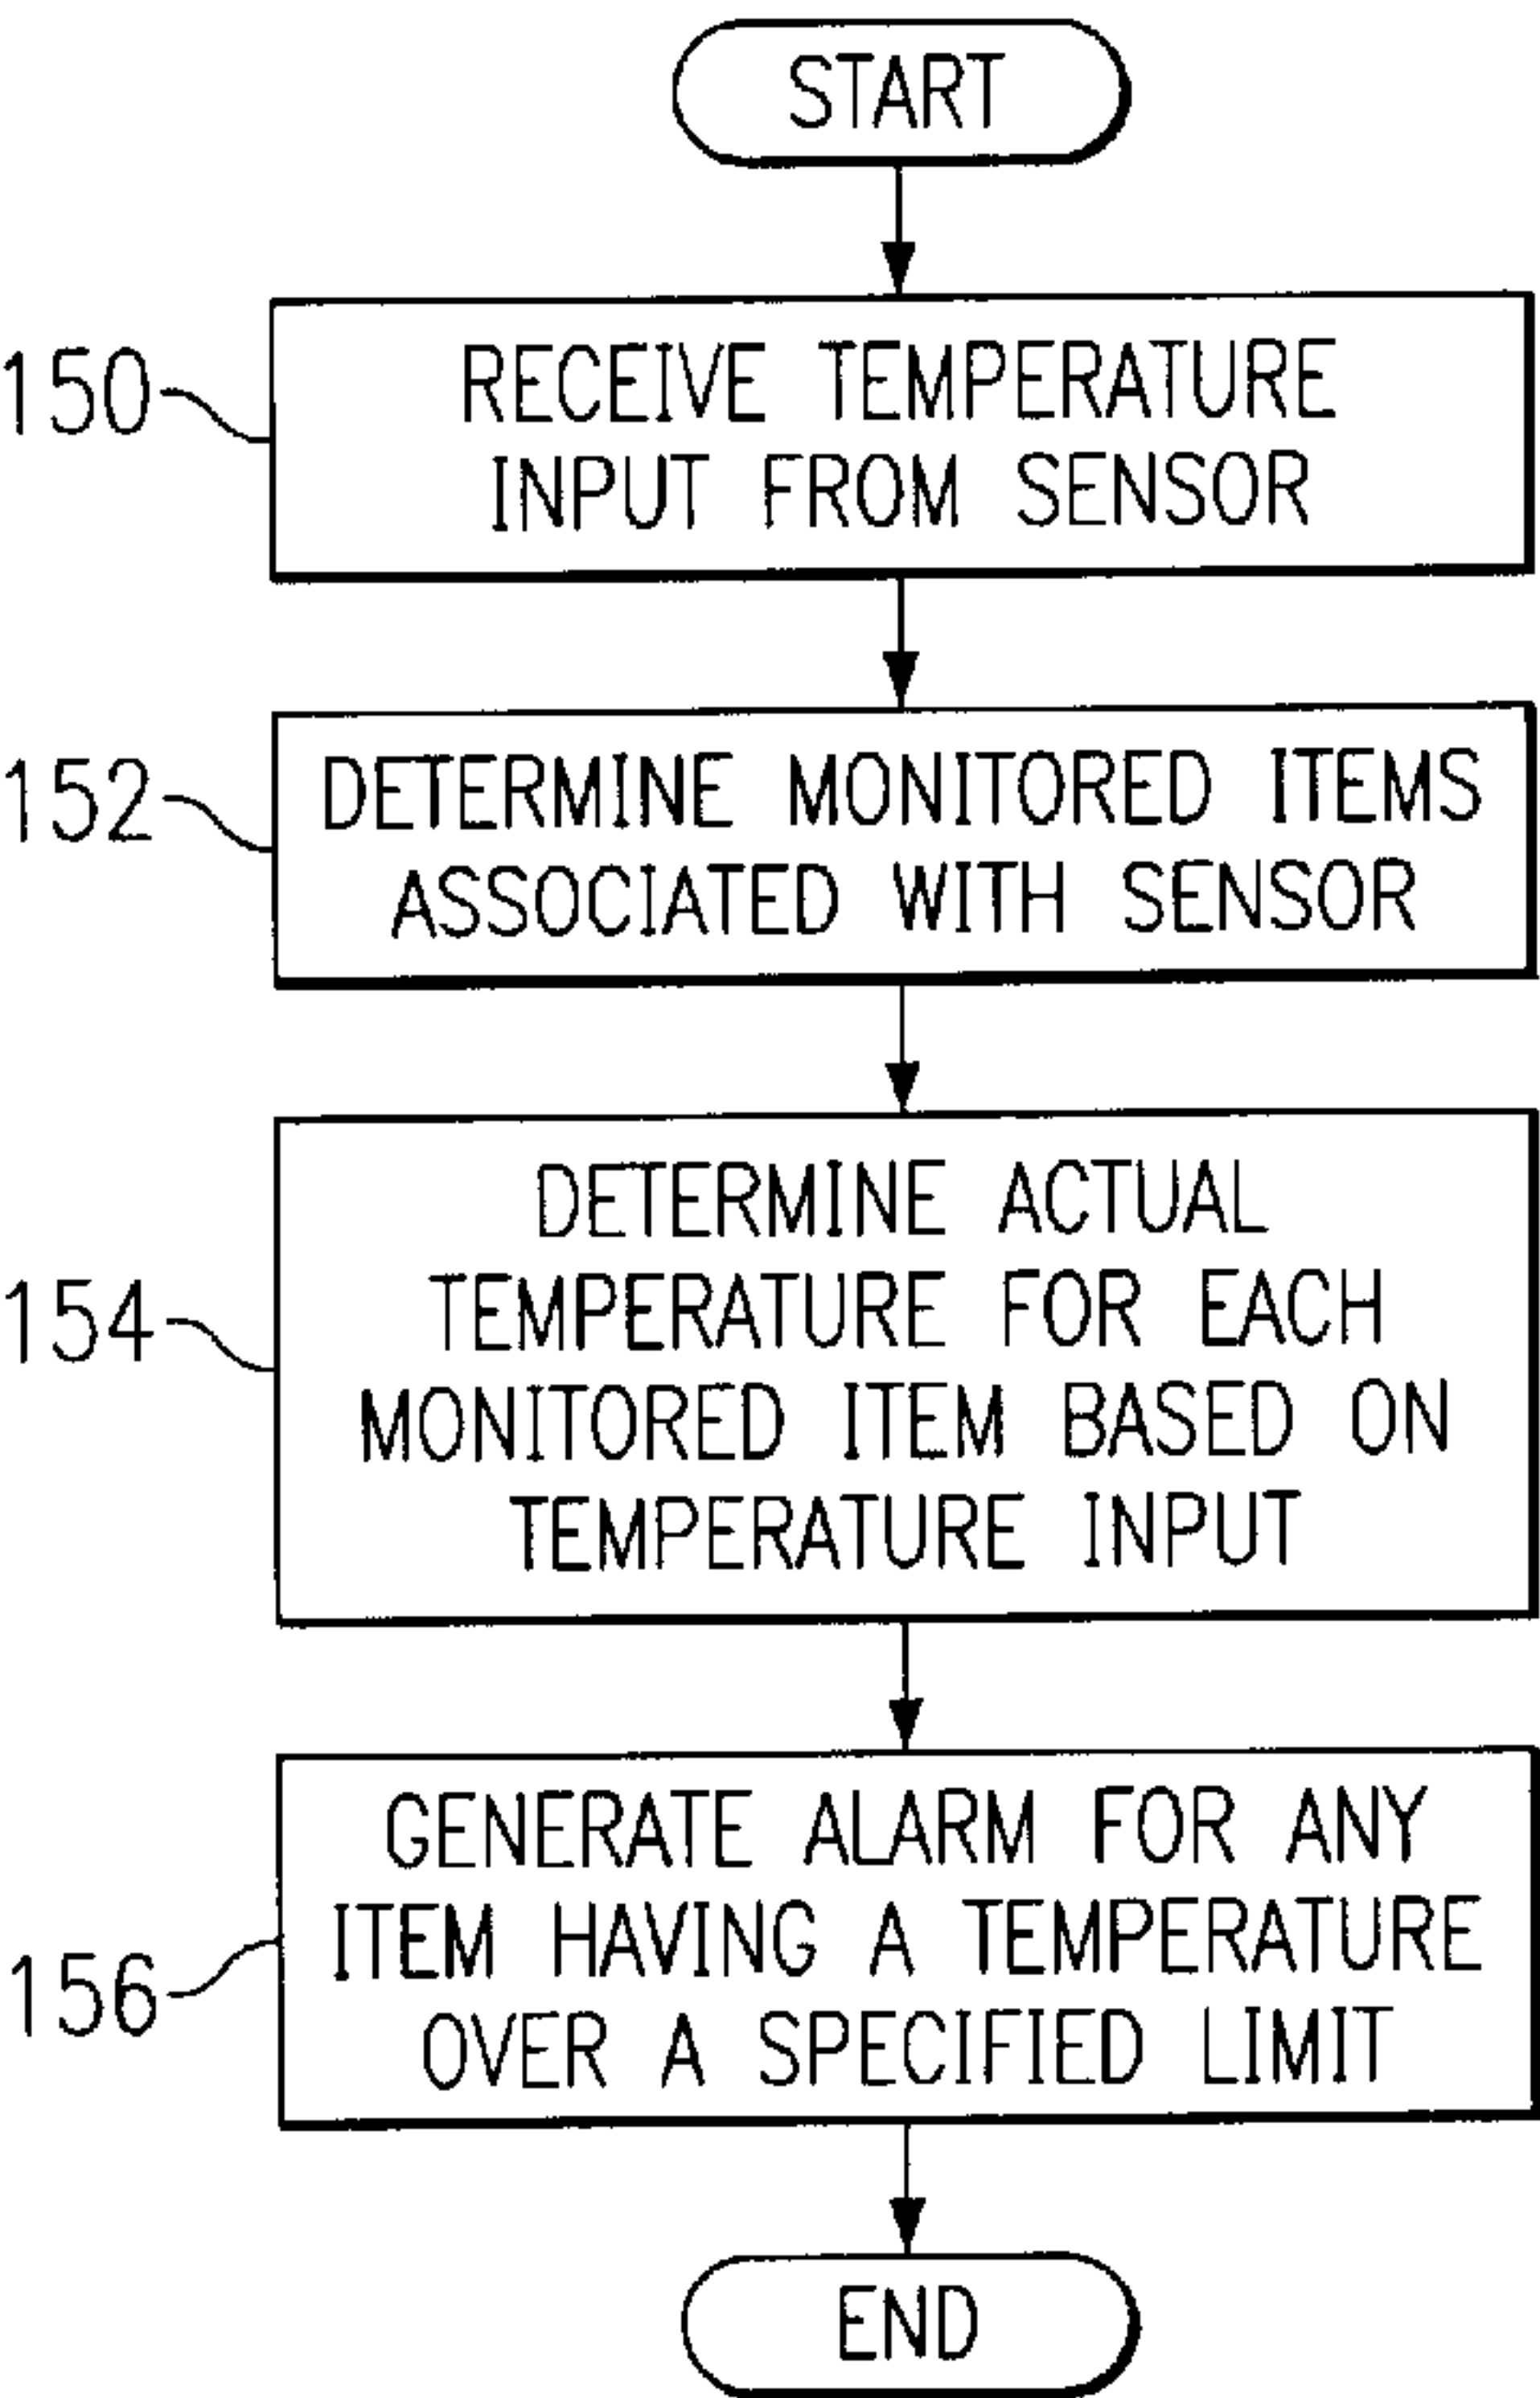 START
150
RECEIVE TEMPERATURE
INPUT FROM SENSOR
152
DETERMINE MONITORED ITEMS
ASSOCIATED WITH SENSOR
154
DETERMINE ACTUAL
TEMPERATURE FOR EACH
MONITORED ITEM BASED ON
TEMPERATURE INPUT
156
GENERATE ALARM FOR ANY
ITEM HAVING A TEMPERATURE
OVER A SPECIFIED LIMIT
END